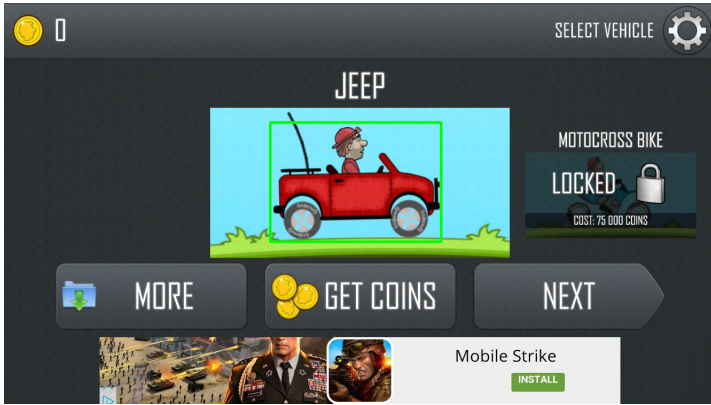 0
SELECT VEHICLE
JEEP
MOTOCROSS BIKE
LOCKED
COST: 75 000 COINS
MORE
GET COINS
NEXT
Mobile Strike
INSTALL